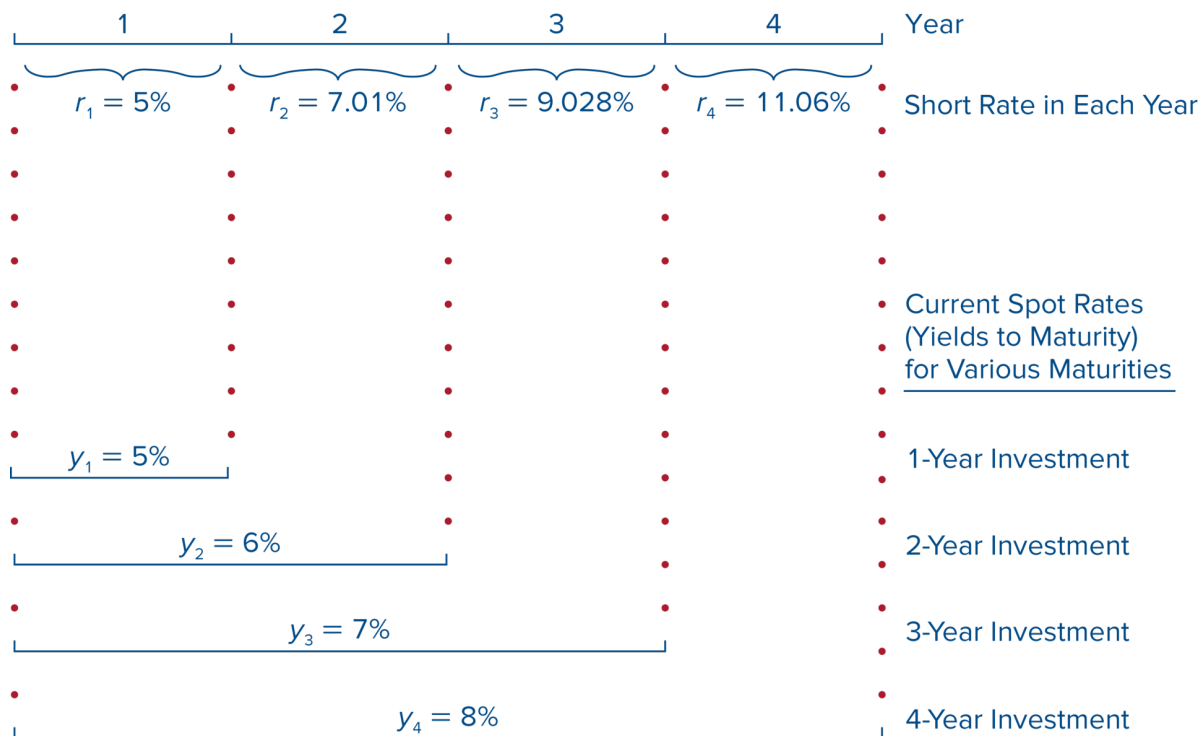 1 2 3 4 Year
r₁ = 5% r₂ = 7.01% r₃ = 9.028% r₄ = 11.06% Short Rate in Each Year
Current Spot Rates
(Yields to Maturity)
for Various Maturities
y₁ = 5% 1-Year Investment
y₂ = 6% 2-Year Investment
y₃ = 7% 3-Year Investment
y₄ = 8% 4-Year Investment